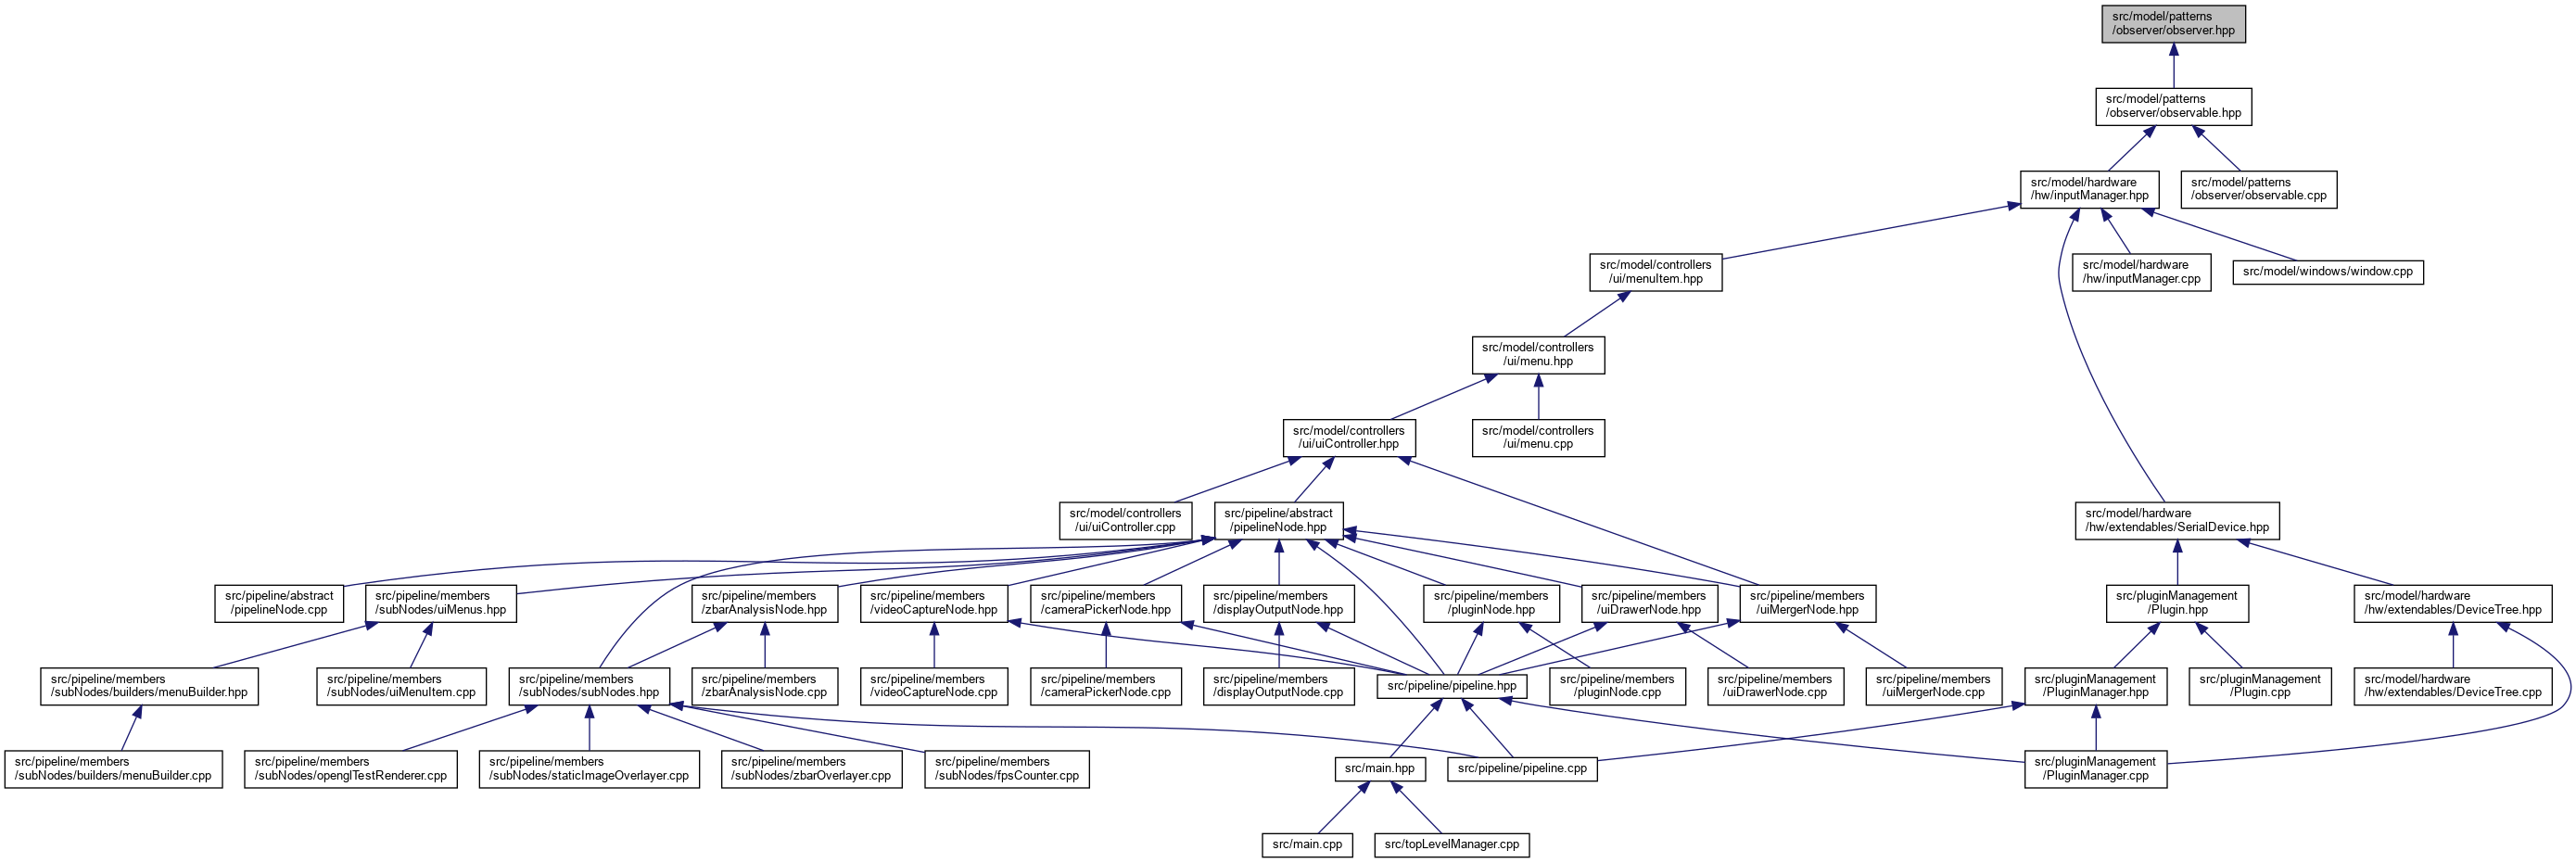 src/model/patterns
/observer/observer.hpp
src/model/patterns
/observer/observable.hpp
src/model/hardware
/hw/inputManager.hpp
src/model/patterns
/observer/observable.cpp
src/model/controllers
/ui/menuItem.hpp
src/model/hardware
/hw/inputManager.cpp
src/model/windows/window.cpp
src/model/controllers
/ui/menu.hpp
src/model/controllers
/ui/uiController.hpp
src/model/controllers
/ui/menu.cpp
src/model/controllers
/ui/uiController.cpp
src/pipeline/abstract
/pipelineNode.hpp
src/model/hardware
/hw/extendables/SerialDevice.hpp
src/pipeline/abstract
/pipelineNode.cpp
src/pipeline/members
/subNodes/uiMenus.hpp
src/pipeline/members
/zbarAnalysisNode.hpp
src/pipeline/members
/videoCaptureNode.hpp
src/pipeline/members
/cameraPickerNode.hpp
src/pipeline/members
/displayOutputNode.hpp
src/pipeline/members
/pluginNode.hpp
src/pipeline/members
/uiDrawerNode.hpp
src/pipeline/members
/uiMergerNode.hpp
src/pluginManagement
/Plugin.hpp
src/model/hardware
/hw/extendables/DeviceTree.hpp
src/pipeline/members
/subNodes/builders/menuBuilder.hpp
src/pipeline/members
/subNodes/uiMenuItem.cpp
src/pipeline/members
/subNodes/subNodes.hpp
src/pipeline/members
/zbarAnalysisNode.cpp
src/pipeline/members
/videoCaptureNode.cpp
src/pipeline/members
/cameraPickerNode.cpp
src/pipeline/members
/displayOutputNode.cpp
src/pipeline/pipeline.hpp
src/pipeline/members
/pluginNode.cpp
src/pipeline/members
/uiDrawerNode.cpp
src/pipeline/members
/uiMergerNode.cpp
src/pluginManagement
/PluginManager.hpp
src/pluginManagement
/Plugin.cpp
src/model/hardware
/hw/extendables/DeviceTree.cpp
src/pipeline/members
/subNodes/builders/menuBuilder.cpp
src/pipeline/members
/subNodes/openglTestRenderer.cpp
src/pipeline/members
/subNodes/staticImageOverlayer.cpp
src/pipeline/members
/subNodes/zbarOverlayer.cpp
src/pipeline/members
/subNodes/fpsCounter.cpp
src/main.hpp
src/pipeline/pipeline.cpp
src/pluginManagement
/PluginManager.cpp
src/main.cpp
src/topLevelManager.cpp